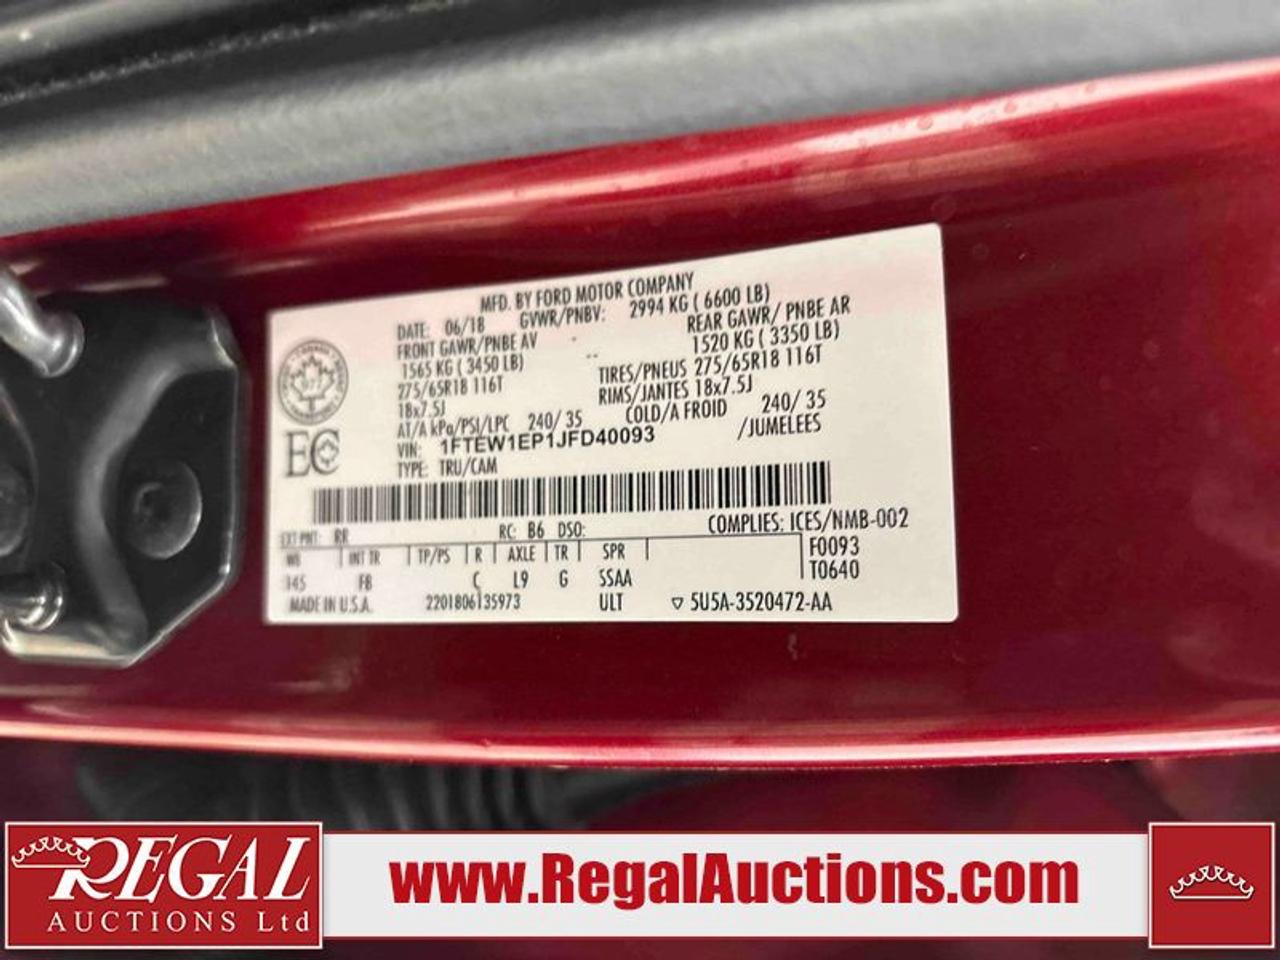 MFD. BY FORD MOTOR COMPANY
DATE: 06/18 GVWR/PNBV: 2994 KG ( 6600 LB)
FRONT GAWR/PNBE AV REAR GAWR/ PNBE AR
1565 KG ( 3450 LB) 1520 KG ( 3350 LB)
275/65R18 116T TIRES/PNEUS 275/65R18 116T
18x7.5J RIMS/JANTES 18x7.5J
AT/A kPa/PSI/LPC 240/ 35 COLD/A FROID 240/ 35
VIN: 1FTEW1EP1JFD40093 /JUMELEES
TYPE: TRU/CAM
EC
EXT PNT: RR RC: B6 DSO: COMPLIES: ICES/NMB-002
WB INT TR TP/PS R AXLE TR SPR F0093
145 FB C L9 G SSAA T0640
MADE IN U.S.A. 2201806135973 ULT ▽ 5U5A-3520472-AA
REGAL
AUCTIONS Ltd
www.RegalAuctions.com